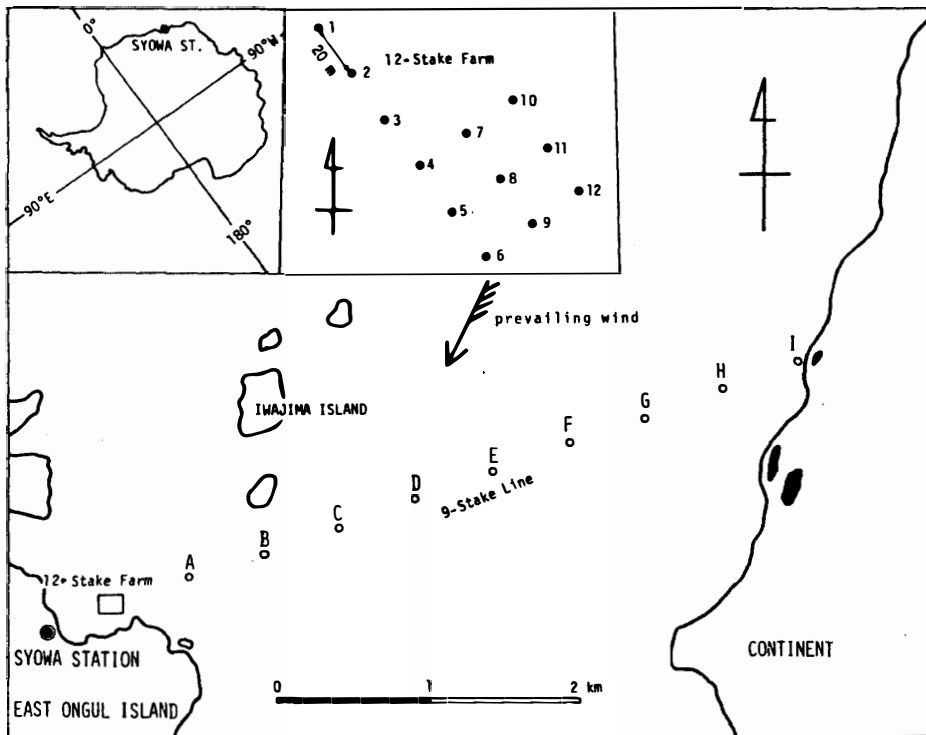 0°
SYOWA ST.
90°W
90°E
180°
1
20 m
2
12-Stake Farm
3
10
7
4
11
8
12
5
9
6
prevailing wind
I
H
IWAJIMA ISLAND
G
F
E
D
9-Stake Line
C
B
A
12-Stake Farm
SYOWA STATION
CONTINENT
0 1 2 km
EAST ONGUL ISLAND